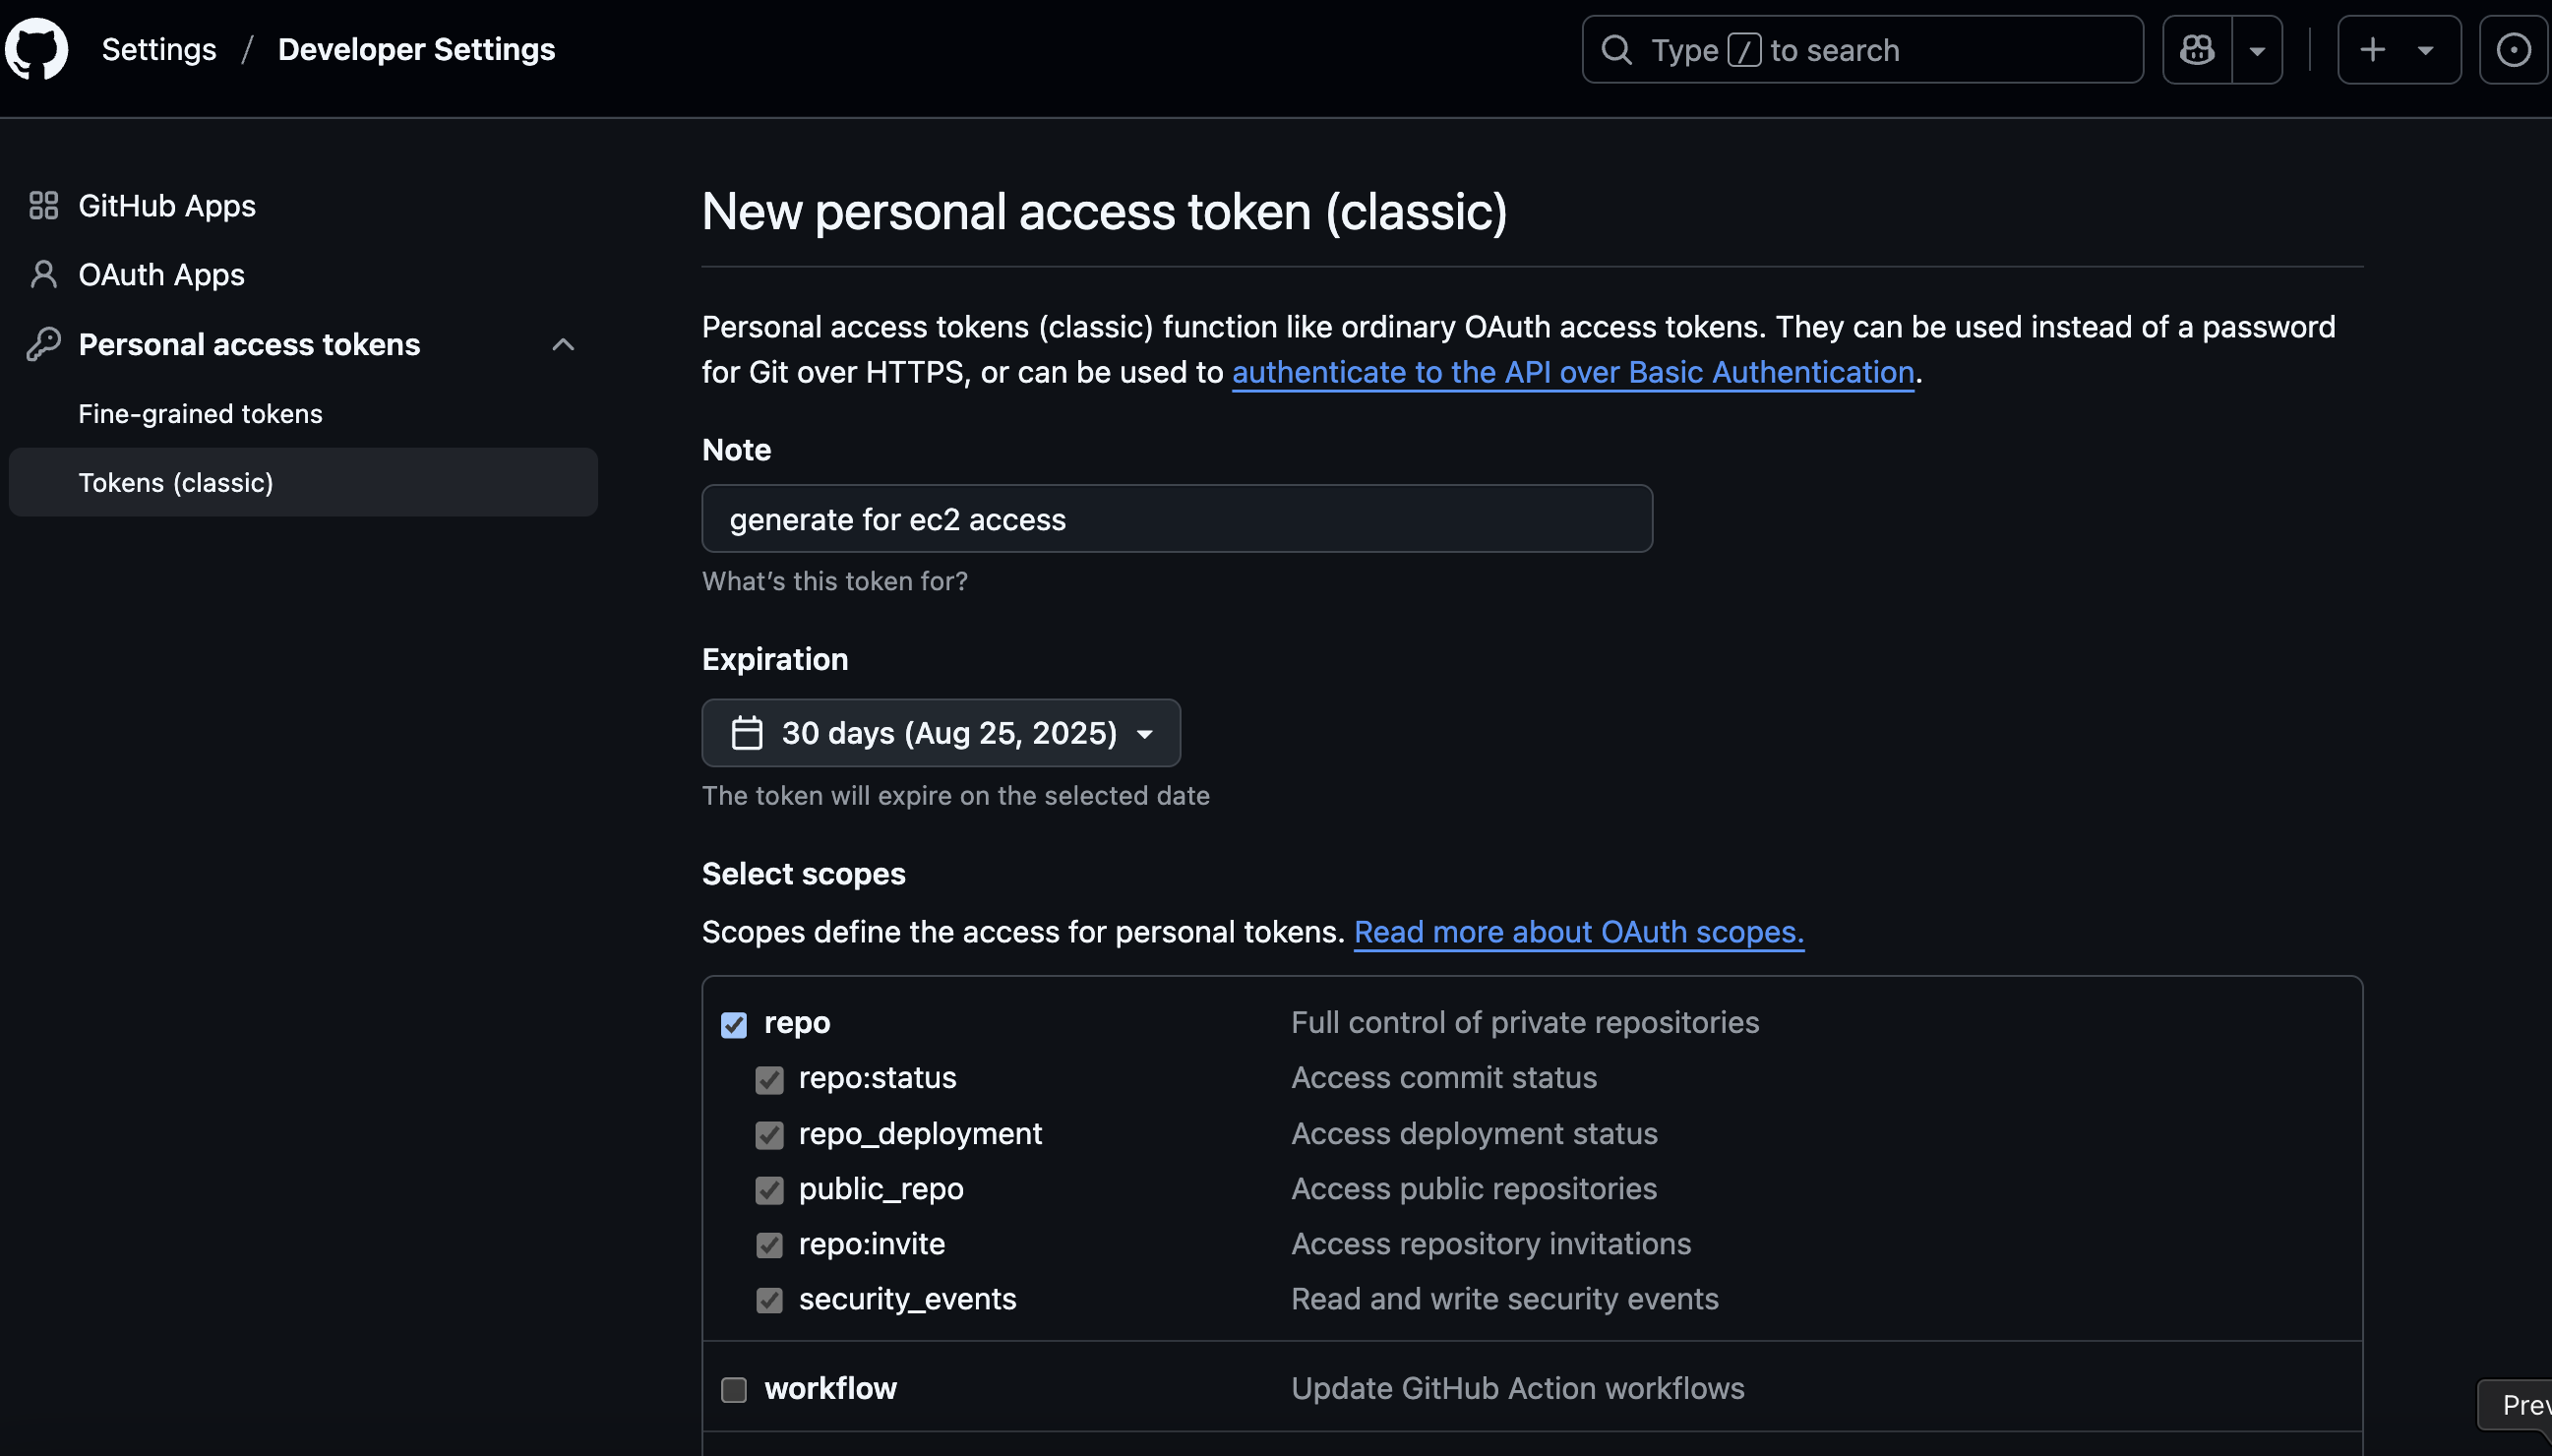 Settings / Developer Settings
Type / to search
GitHub Apps
OAuth Apps
Personal access tokens
Fine-grained tokens
Tokens (classic)
New personal access token (classic)
Personal access tokens (classic) function like ordinary OAuth access tokens. They can be used instead of a password
for Git over HTTPS, or can be used to authenticate to the API over Basic Authentication.
Note
generate for ec2 access
What's this token for?
Expiration
30 days (Aug 25, 2025)
The token will expire on the selected date
Select scopes
Scopes define the access for personal tokens. Read more about OAuth scopes.
repo Full control of private repositories
repo:status Access commit status
repo_deployment Access deployment status
public_repo Access public repositories
repo:invite Access repository invitations
security_events Read and write security events
workflow Update GitHub Action workflows